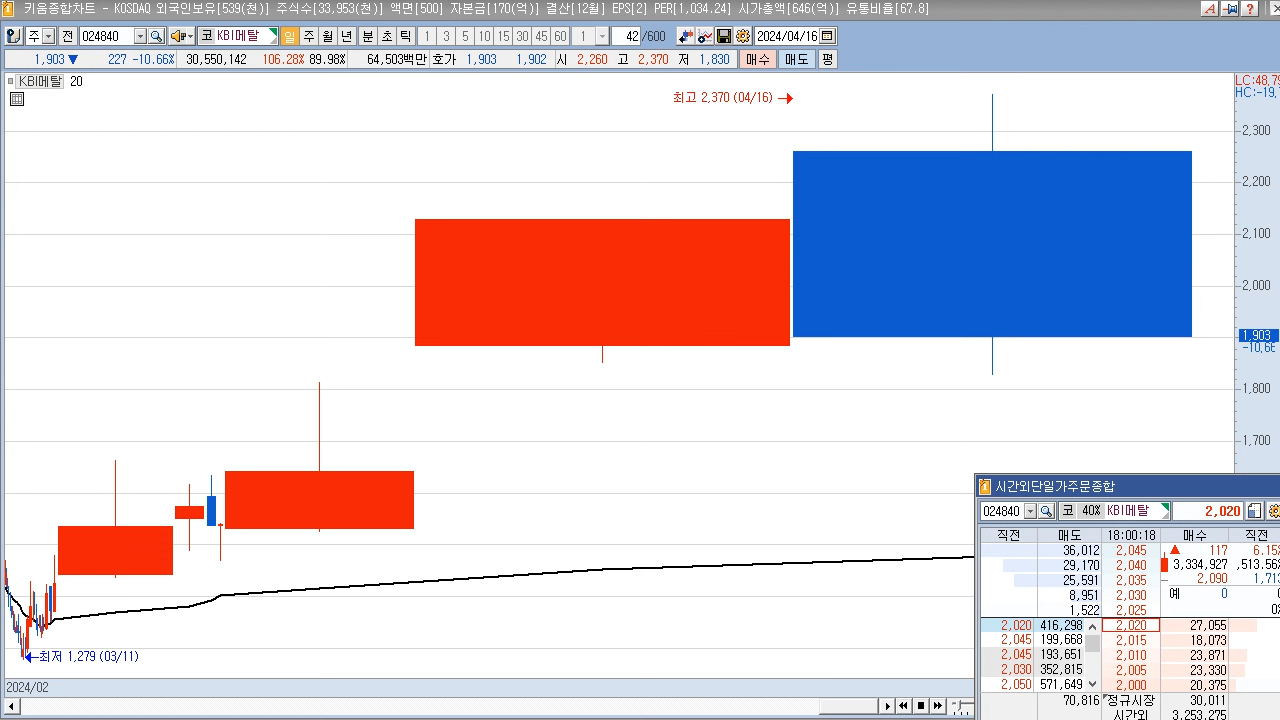 키움종합차트 - KOSDAQ 외국인보유[539(천)] 주식수[33,953(천)] 액면[500] 자본금[170(억)] 결산[12월] EPS[2] PER[1,036.24] 시가총액[646(억)] 유통비율[67.8]
주 전 024840 코 KBI메탈 일 주 월 년 분 초 틱 1 3 5 10 15 30 45 60 1 42 /600 2024/04/16
1,903 ▼ 227 -10.66% 30,550,142 106.28% 89.98% 64,503백만 호가 1,903 1,902 시 2,260 고 2,370 저 1,830 매수 매도 평
KBI메탈 20
최고 2,370 (04/16) →
2,300
2,200
2,100
2,000
1,903
1,800
1,700
←최저 1,279 (03/11)
2024/02
시간외단일가주문종합
024840 코 40% KBI메탈 2,020
직전 매도 18:00:18 매수 직전
36,012 2,045 ▲ 117
29,170 2,040 3,334,927
25,591 2,035 2,090
8,951 2,030 예 0
1,522 2,025
2,020 416,298 2,020 27,055
2,045 199,668 2,015 18,073
2,045 193,651 2,010 23,871
2,030 352,815 2,005 23,330
2,050 571,649 2,000 20,375
70,816 정규시장 30,011
시간외 3,253,275